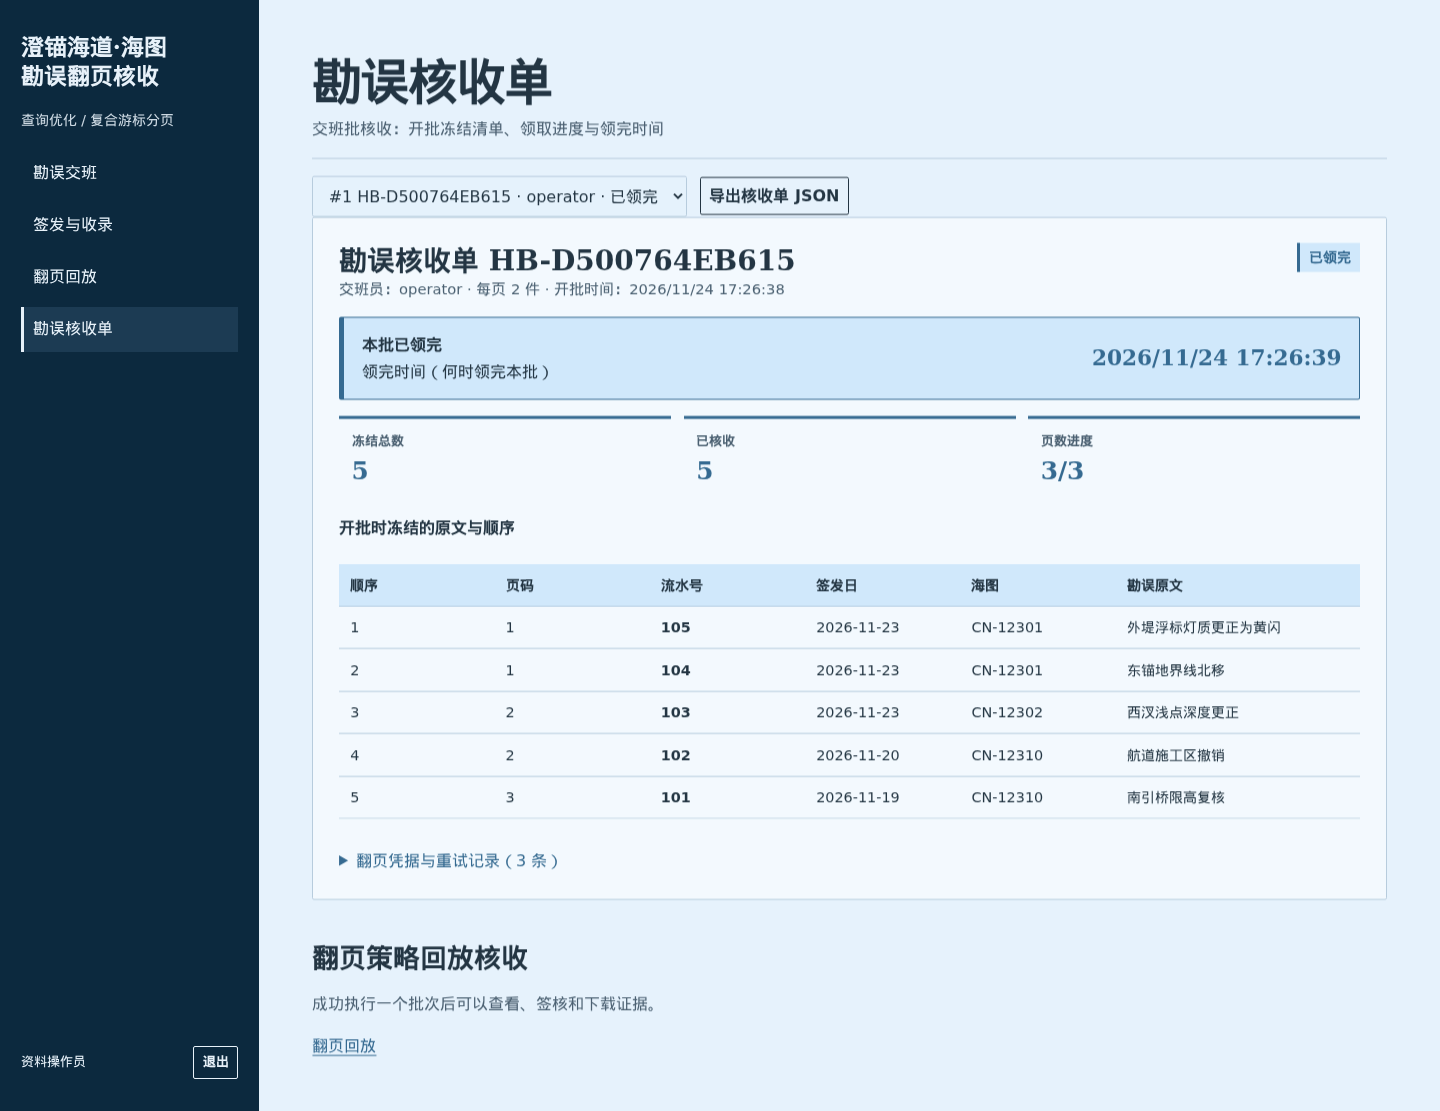 澄锚海道·海图
勘误翻页核收
查询优化 / 复合游标分页
勘误交班
签发与收录
翻页回放
勘误核收单
资料操作员
退出
勘误核收单
交班批核收：开批冻结清单、领取进度与领完时间
#1 HB-D500764EB615 · operator · 已领完
导出核收单 JSON
勘误核收单 HB-D500764EB615
已领完
交班员：operator · 每页 2 件 · 开批时间：2026/11/24 17:26:38
本批已领完
领完时间（何时领完本批）
2026/11/24 17:26:39
冻结总数
5
已核收
5
页数进度
3/3
开批时冻结的原文与顺序
顺序 页码 流水号 签发日 海图 勘误原文
1 1 105 2026-11-23 CN-12301 外堤浮标灯质更正为黄闪
2 1 104 2026-11-23 CN-12301 东锚地界线北移
3 2 103 2026-11-23 CN-12302 西汊浅点深度更正
4 2 102 2026-11-20 CN-12310 航道施工区撤销
5 3 101 2026-11-19 CN-12310 南引桥限高复核
翻页凭据与重试记录（3 条）
翻页策略回放核收
成功执行一个批次后可以查看、签核和下载证据。
翻页回放